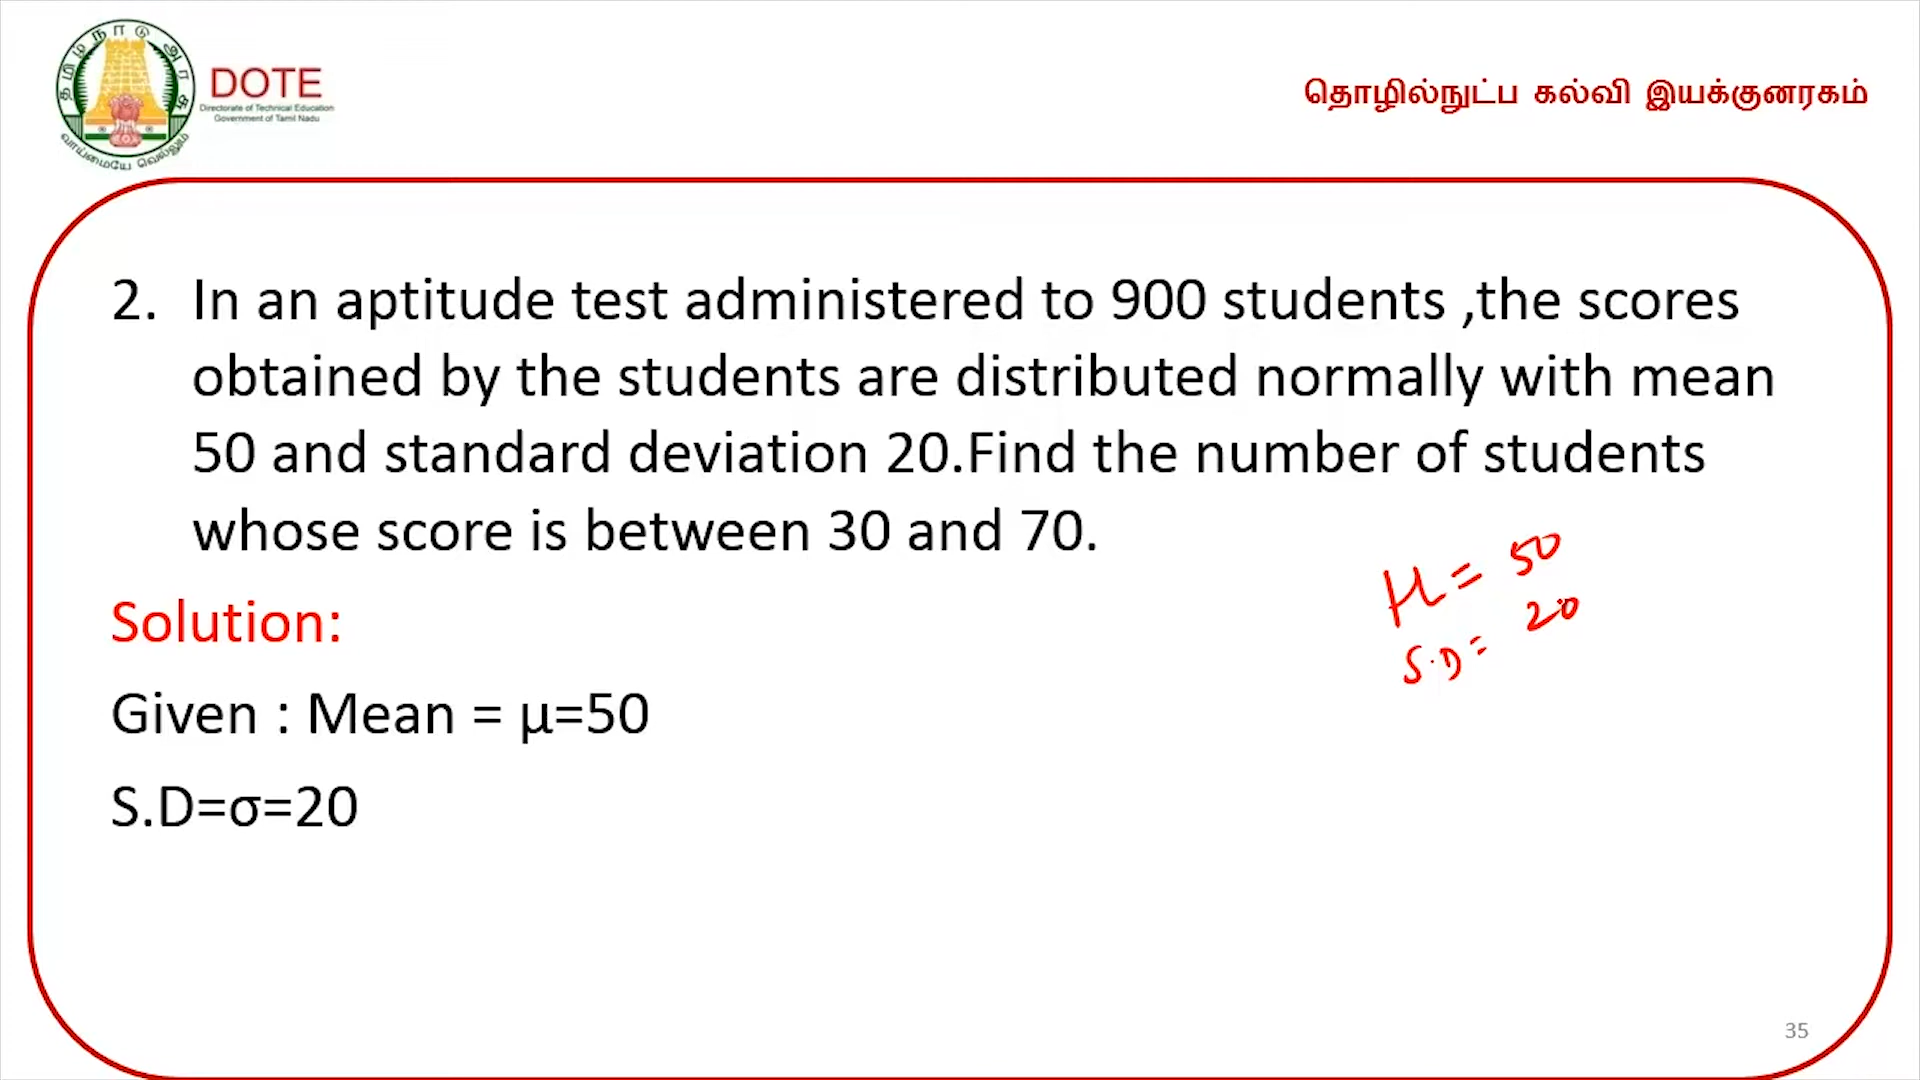 தமிழ்நாடு அரசு
வாய்மையே வெல்லும்
DOTE
Directorate of Technical Education
Government of Tamil Nadu
தொழில்நுட்ப கல்வி இயக்குனரகம்
2. In an aptitude test administered to 900 students ,the scores
obtained by the students are distributed normally with mean
50 and standard deviation 20.Find the number of students
whose score is between 30 and 70.
μ = 50
S.D = 20
Solution:
Given : Mean = μ=50
S.D=σ=20
35